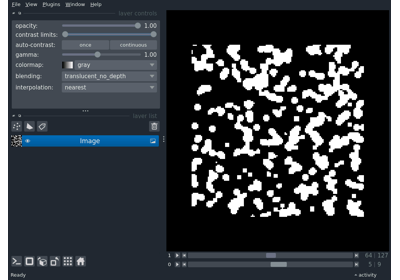 File View Plugins Window Help
layer controls
opacity: 1.00
contrast limits:
auto-contrast: once continuous
gamma: 1.00
colormap: gray
blending: translucent_no_depth
interpolation: nearest
layer list
Image
1 64 127
0 5 9
Ready
activity